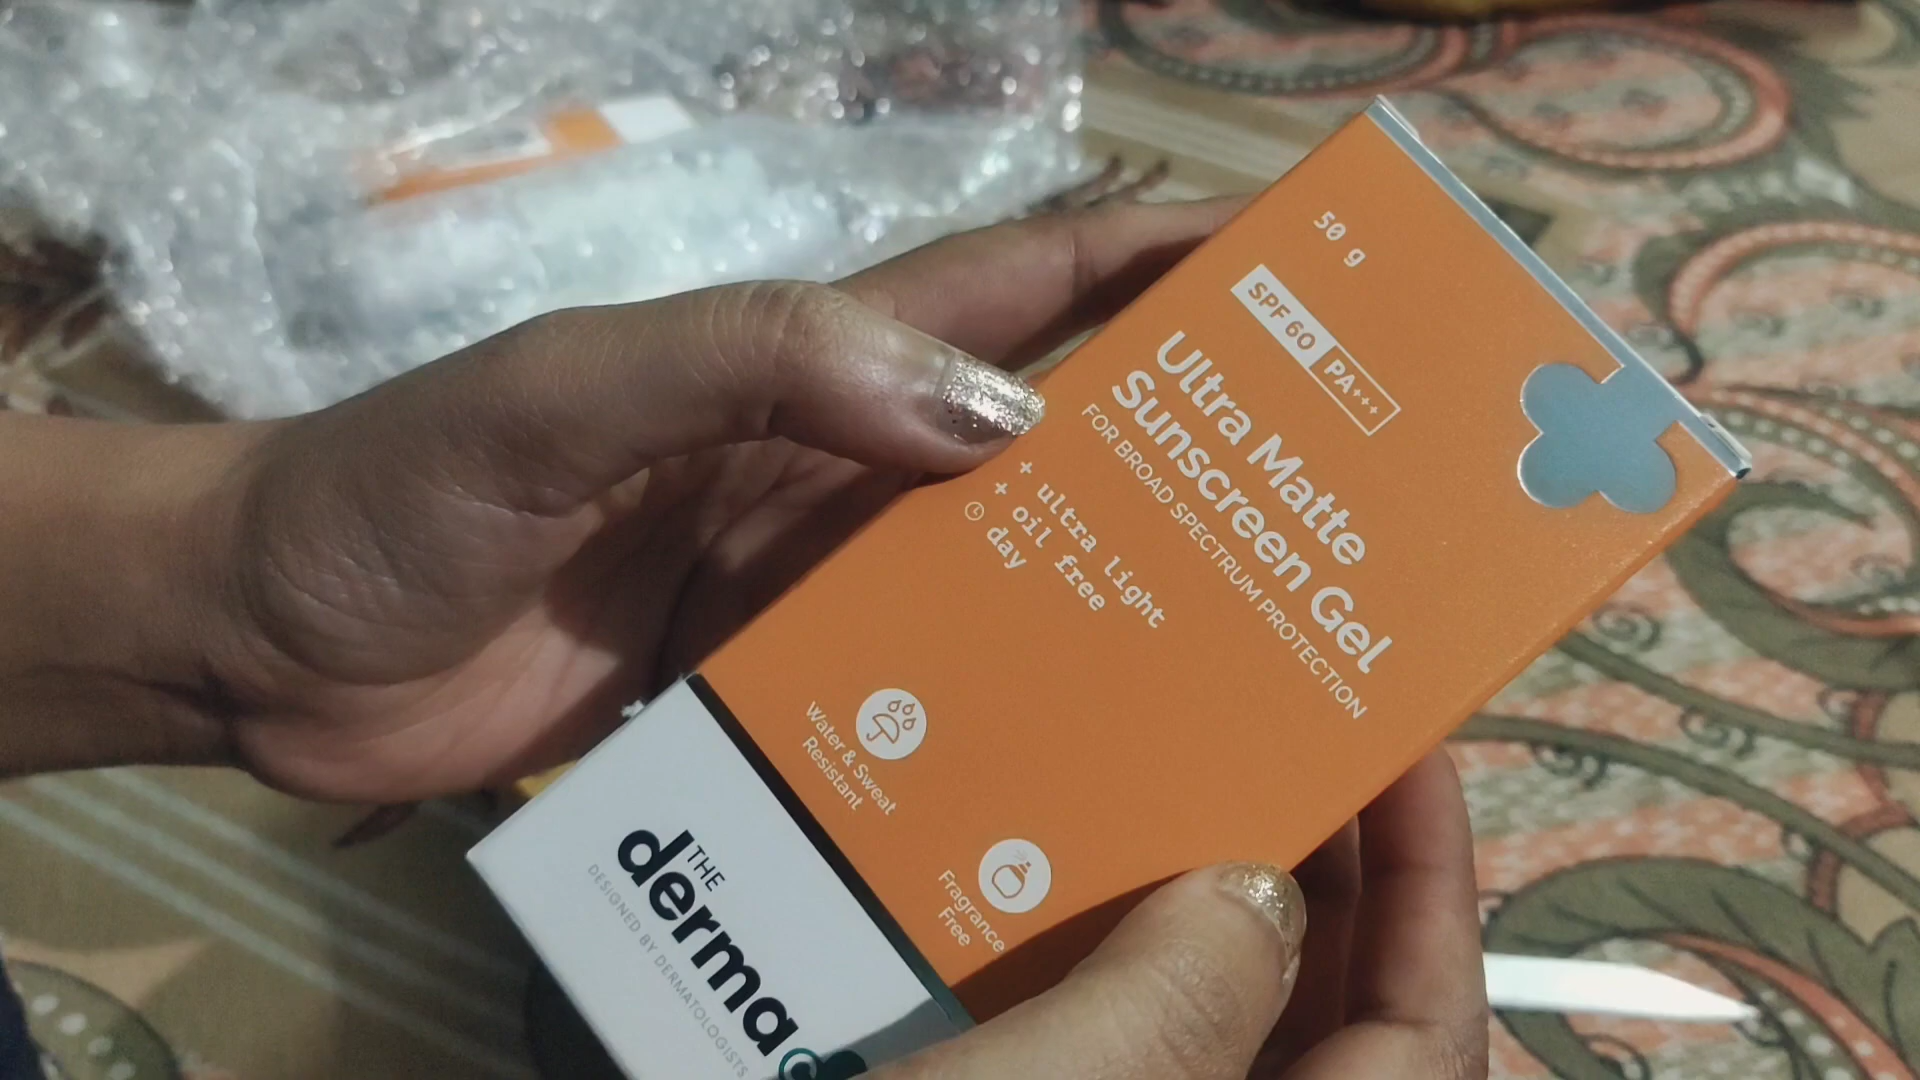 50 g
SPF 60 PA+++
Ultra Matte
Sunscreen Gel
FOR BROAD SPECTRUM PROTECTION
+ ultra light
+ oil free
day
Water & Sweat
Resistant
Fragrance
Free
THE
derma
DESIGNED BY DERMATOLOGISTS